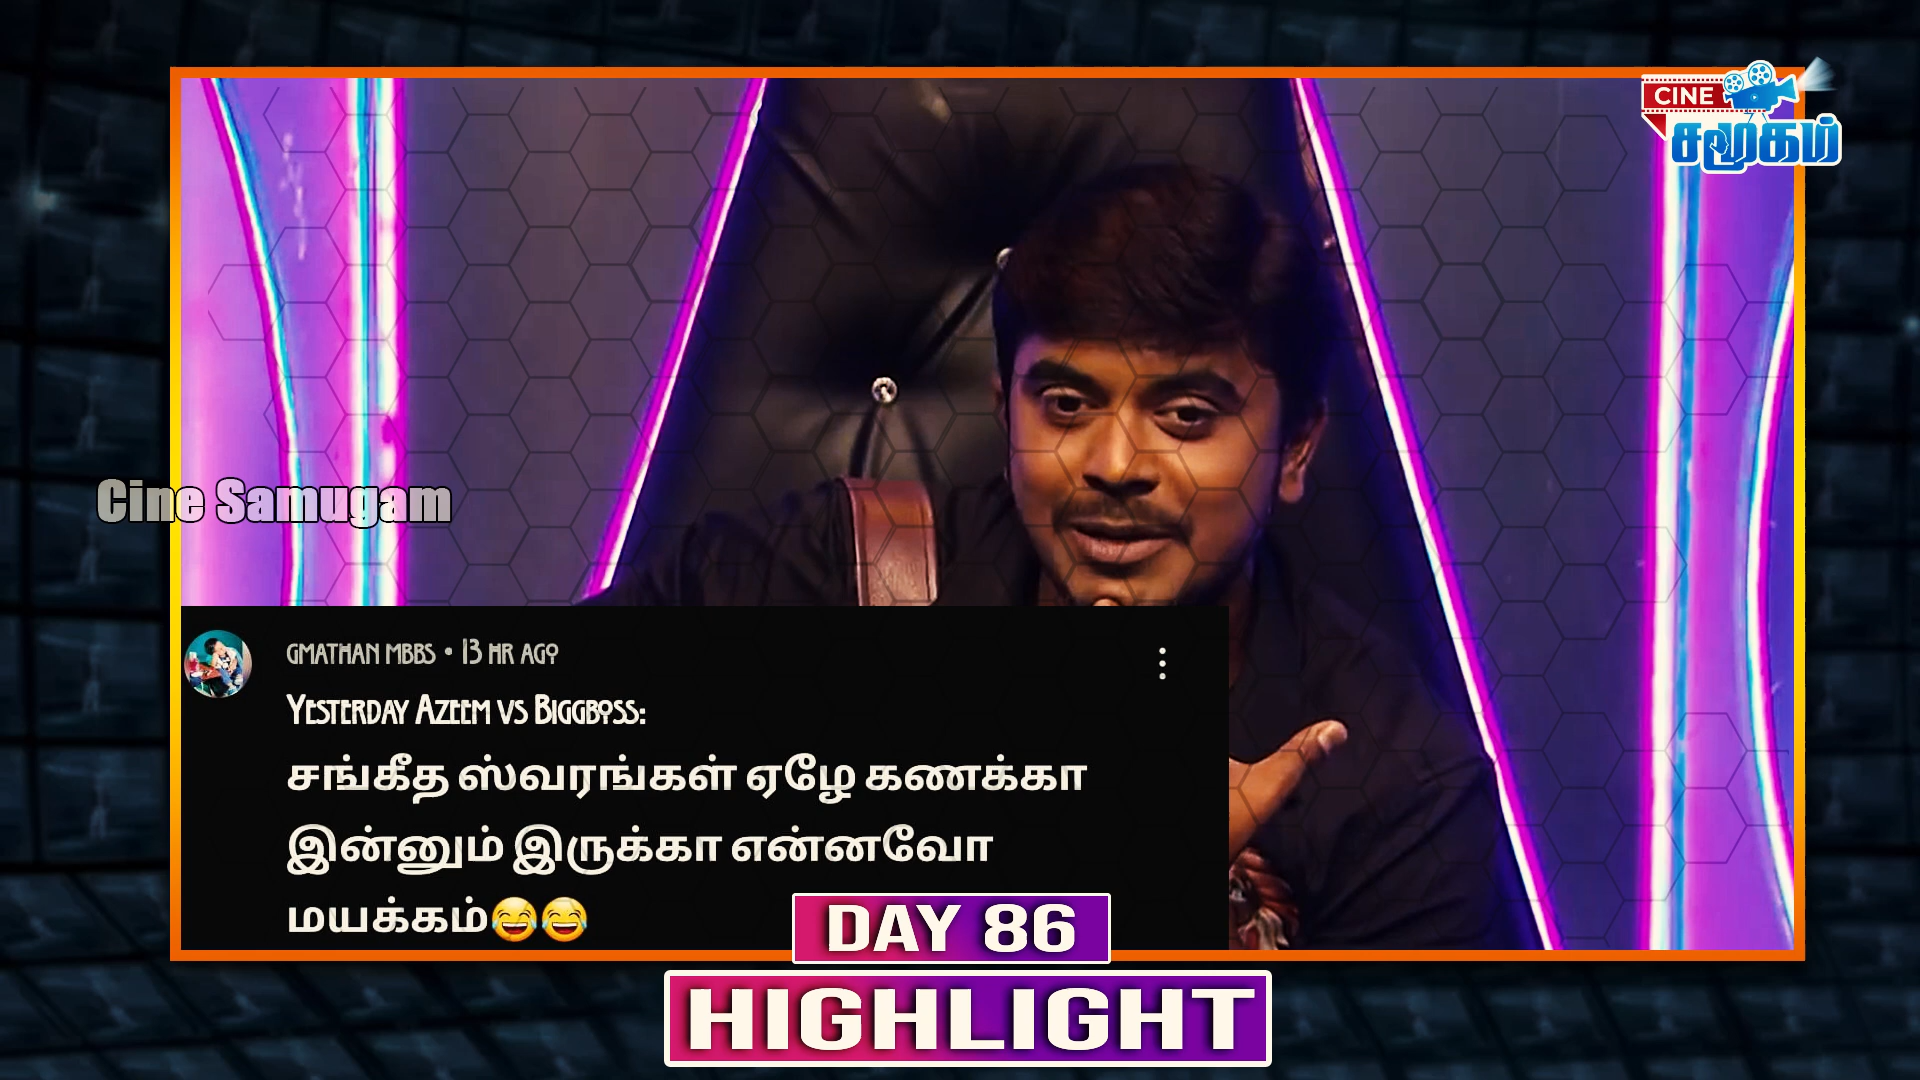 CINE
சமூகம்
Cine Samugam
GMATHAN MBBS • 13 HR AGO
YESTERDAY AZEEM VS BIGGBOSS:
சங்கீத ஸ்வரங்கள் ஏழே கணக்கா
இன்னும் இருக்கா என்னவோ
மயக்கம்😂😂
DAY 86
HIGHLIGHT